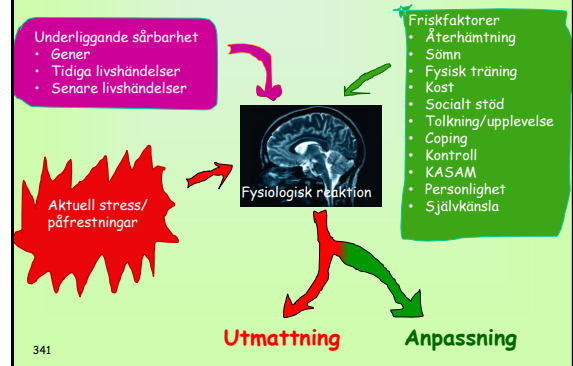 Underliggande sårbarhet
• Gener
• Tidiga livshändelser
• Senare livshändelser
Friskfaktorer
• Återhämtning
• Sömn
• Fysisk träning
• Kost
• Socialt stöd
• Tolkning/upplevelse
• Coping
• Kontroll
• KASAM
• Personlighet
• Självkänsla
Aktuell stress/
påfrestningar
Fysiologisk reaktion
Utmattning
Anpassning
341